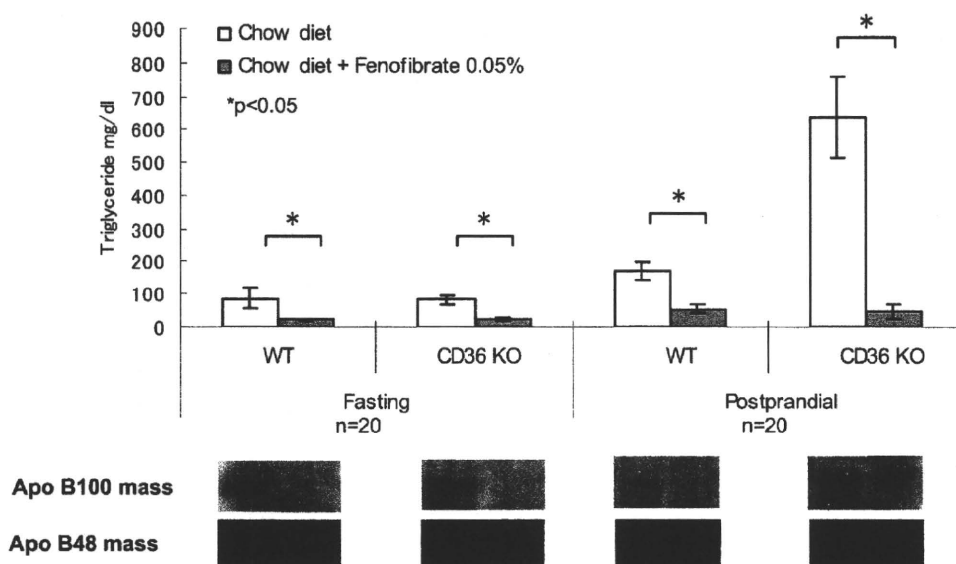 900
800
700
600
500
400
300
200
100
0
Triglyceride mg/dl
Chow diet
Chow diet + Fenofibrate 0.05%
*p<0.05
*
*
*
*
WT
CD36 KO
WT
CD36 KO
Fasting
n=20
Postprandial
n=20
Apo B100 mass
Apo B48 mass